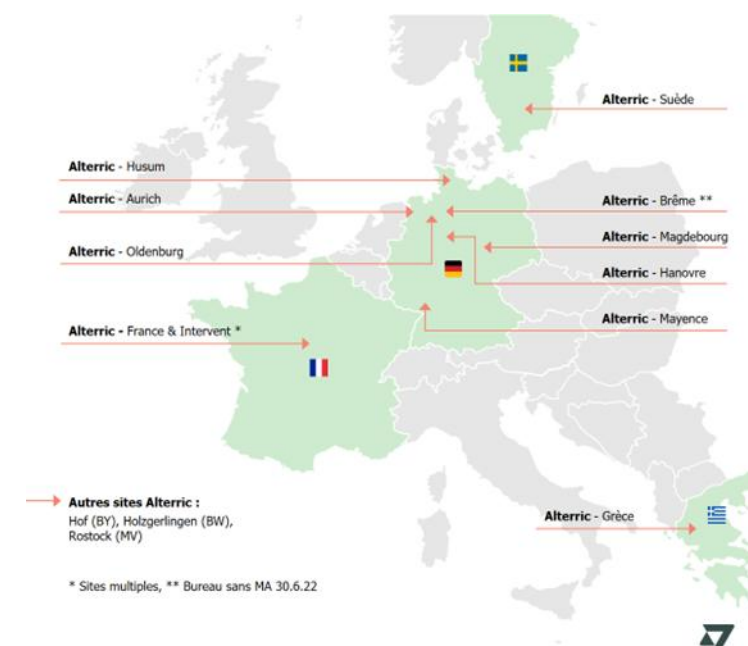 Alterric - Suède
Alterric - Husum
Alterric - Aurich
Alterric - Brême **
Alterric - Magdebourg
Alterric - Oldenburg
Alterric - Hanovre
Alterric - Mayence
Alterric - France & Intervent *
Autres sites Alterric :
Hof (BY), Holzgerlingen (BW),
Rostock (MV)
Alterric - Grèce
* Sites multiples, ** Bureau sans MA 30.6.22